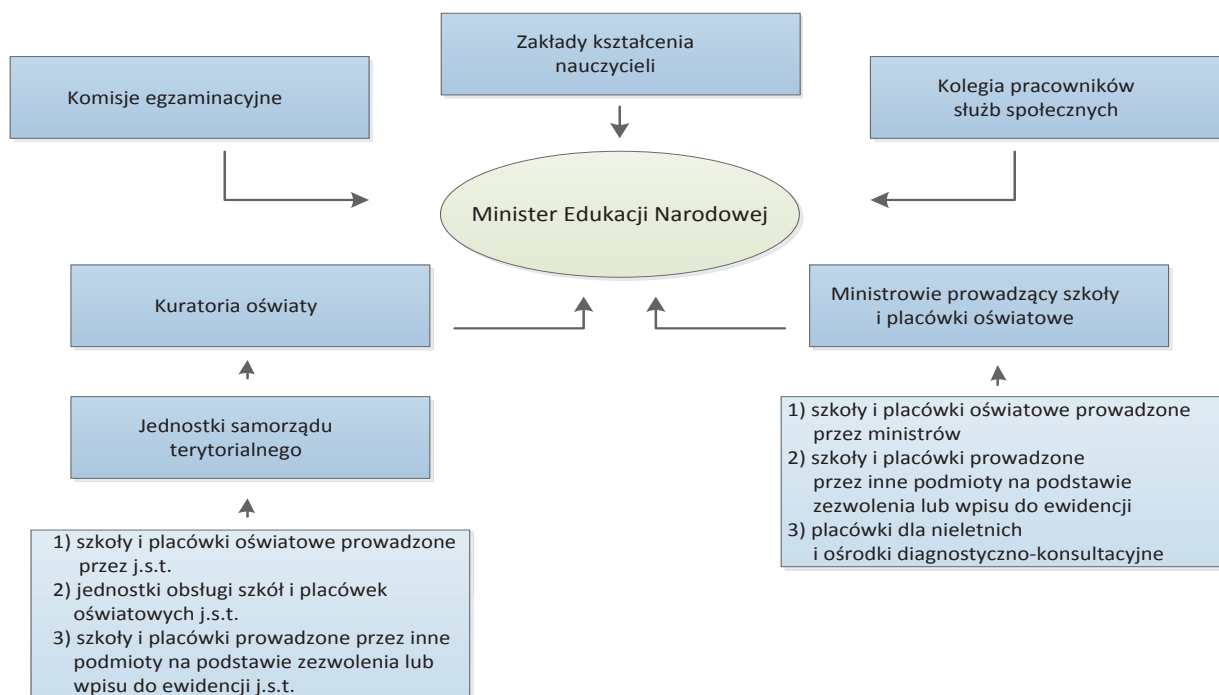 Zakłady kształcenia
nauczycieli
Komisje egzaminacyjne
Kolegia pracowników
służb społecznych
Minister Edukacji Narodowej
Kuratoria oświaty
Ministrowie prowadzący szkoły
i placówki oświatowe
Jednostki samorządu
terytorialnego
1) szkoły i placówki oświatowe prowadzone
przez ministrów
2) szkoły i placówki prowadzone
przez inne podmioty na podstawie
zezwolenia lub wpisu do ewidencji
3) placówki dla nieletnich
i ośrodki diagnostyczno-konsultacyjne
1) szkoły i placówki oświatowe prowadzone
przez j.s.t.
2) jednostki obsługi szkół i placówek
oświatowych j.s.t.
3) szkoły i placówki prowadzone przez inne
podmioty na podstawie zezwolenia lub
wpisu do ewidencji j.s.t.